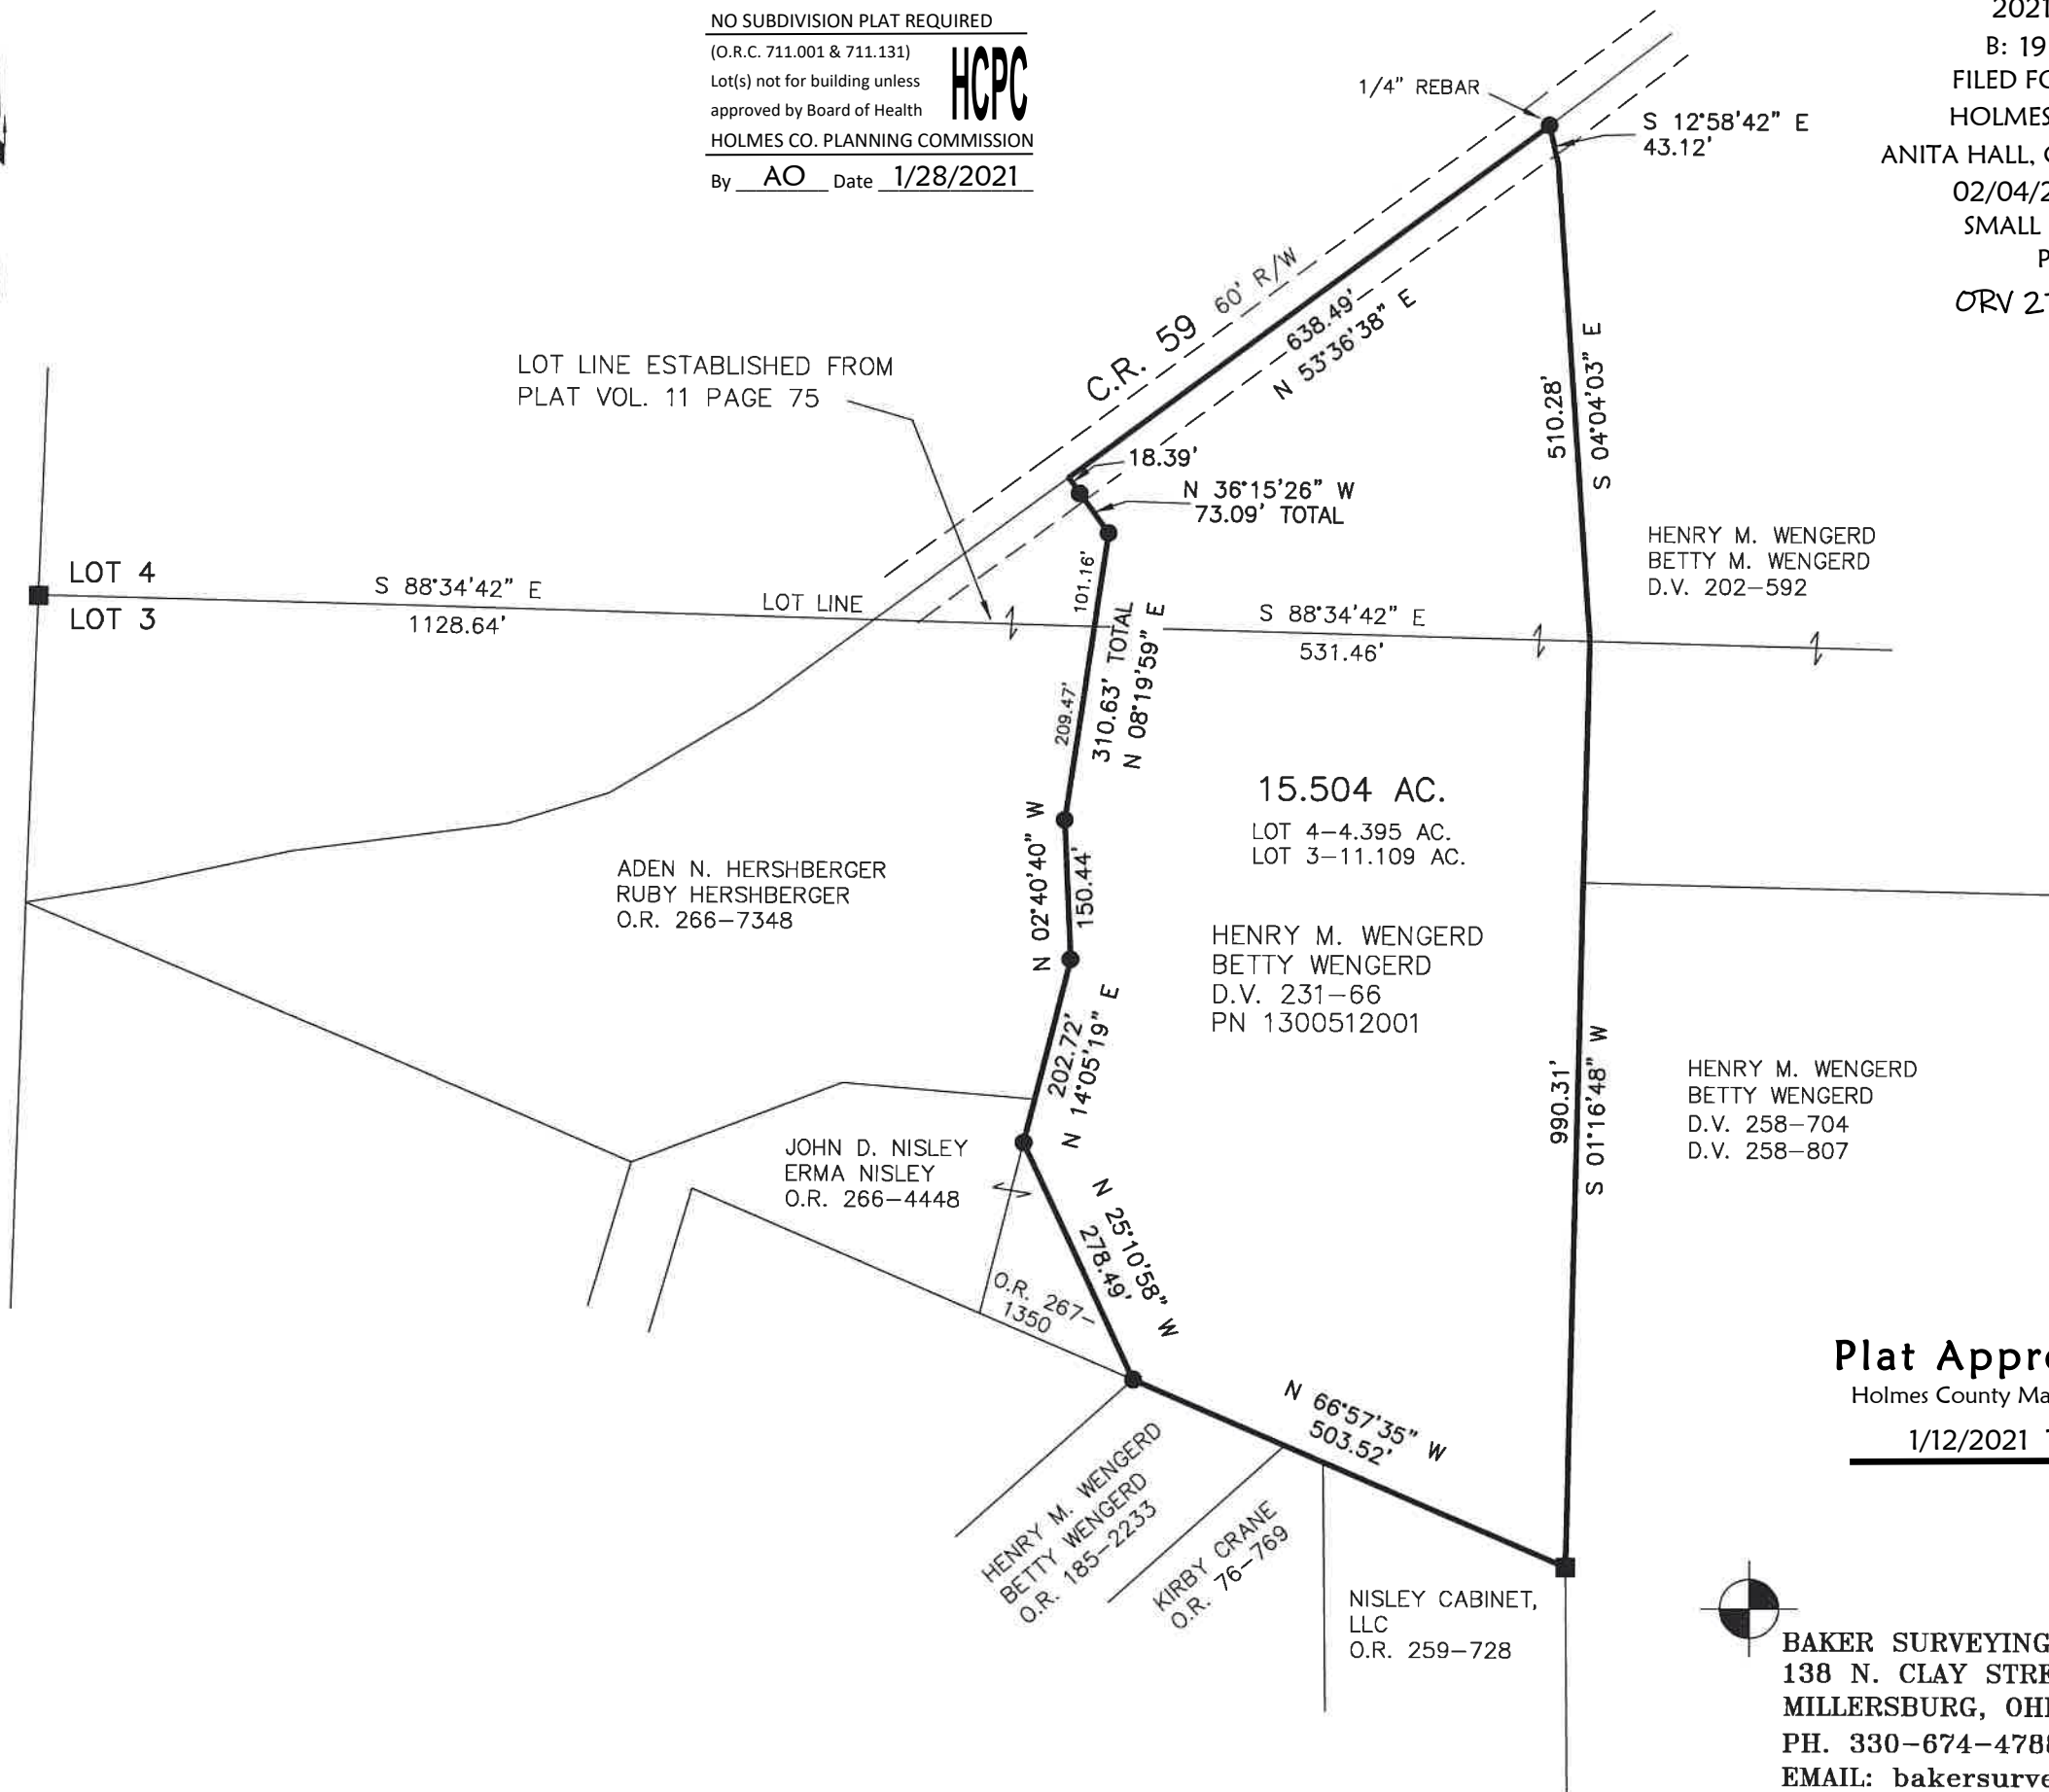 NO SUBDIVISION PLAT REQUIRED
(O.R.C. 711.001 & 711.131)
Lot(s) not for building unless
approved by Board of Health
HCPC
HOLMES CO. PLANNING COMMISSION
By AO Date 1/28/2021
2021
B: 19
FILED FO
HOLMES
ANITA HALL,
02/04/2
SMALL
P
ORV 27
1/4" REBAR
S 12°58'42" E
43.12'
C.R. 59 60' R/W
638.49'
N 53°36'38" E
LOT LINE ESTABLISHED FROM
PLAT VOL. 11 PAGE 75
18.39'
N 36°15'26" W
73.09' TOTAL
510.28'
S 04°04'03" E
HENRY M. WENGERD
BETTY M. WENGERD
D.V. 202-592
LOT 4
LOT 3
S 88°34'42" E
1128.64'
LOT LINE
101.16'
S 88°34'42" E
531.46'
209.47'
310.63' TOTAL
N 08°19'59" E
15.504 AC.
LOT 4-4.395 AC.
LOT 3-11.109 AC.
ADEN N. HERSHBERGER
RUBY HERSHBERGER
O.R. 266-7348
N 02°40'40" W
150.44'
HENRY M. WENGERD
BETTY WENGERD
D.V. 231-66
PN 1300512001
202.72'
N 14°05'19" E
990.31'
S 01°16'48" W
HENRY M. WENGERD
BETTY WENGERD
D.V. 258-704
D.V. 258-807
JOHN D. NISLEY
ERMA NISLEY
O.R. 266-4448
N 25°10'58" W
278.49'
O.R. 267-
1350
N 66°57'35" W
503.52'
Plat Appro
Holmes County Ma
1/12/2021
HENRY M. WENGERD
BETTY WENGERD
O.R. 185-2233
KIRBY CRANE
O.R. 76-769
NISLEY CABINET,
LLC
O.R. 259-728
BAKER SURVEYING
138 N. CLAY STRE
MILLERSBURG, OHI
PH. 330-674-4788
EMAIL: bakersurve